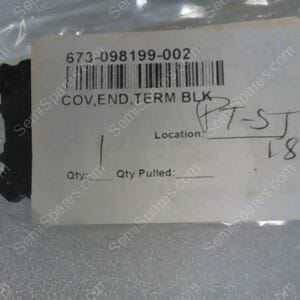 673-098199-002
COV,END,TERM BLK
Location: PT-SJ
18
Qty: 1 Qty Pulled:
SemiSpares.com